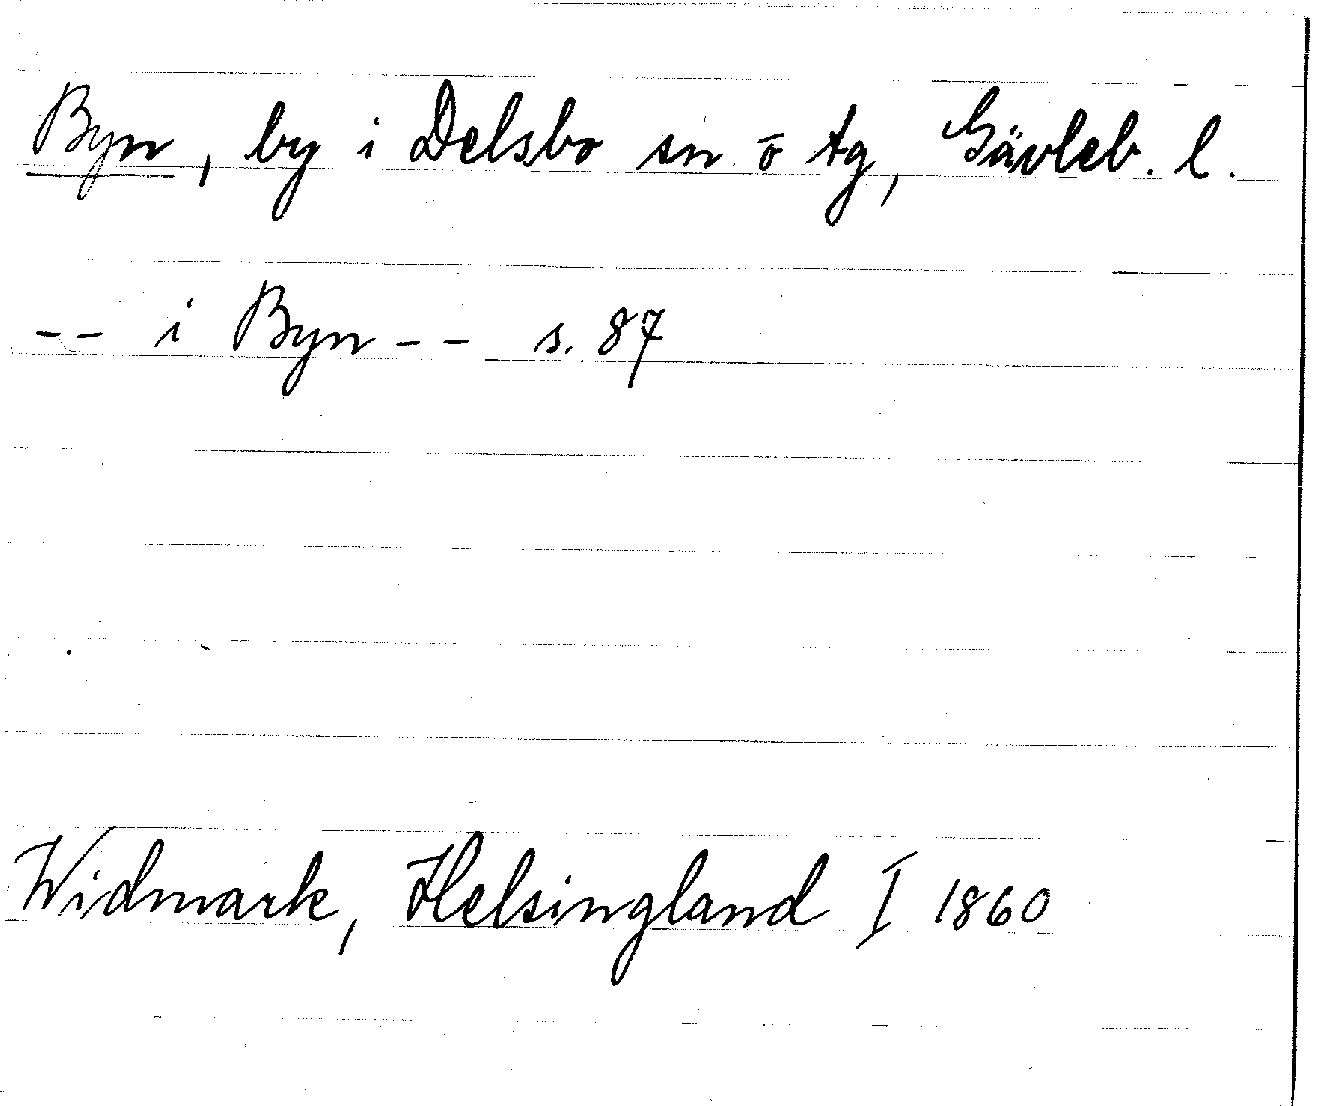 Byn, by i Delsbo sn o tg, Gävleb. l.
-- i Byn -- s. 87
Widmark, Helsingland I 1860